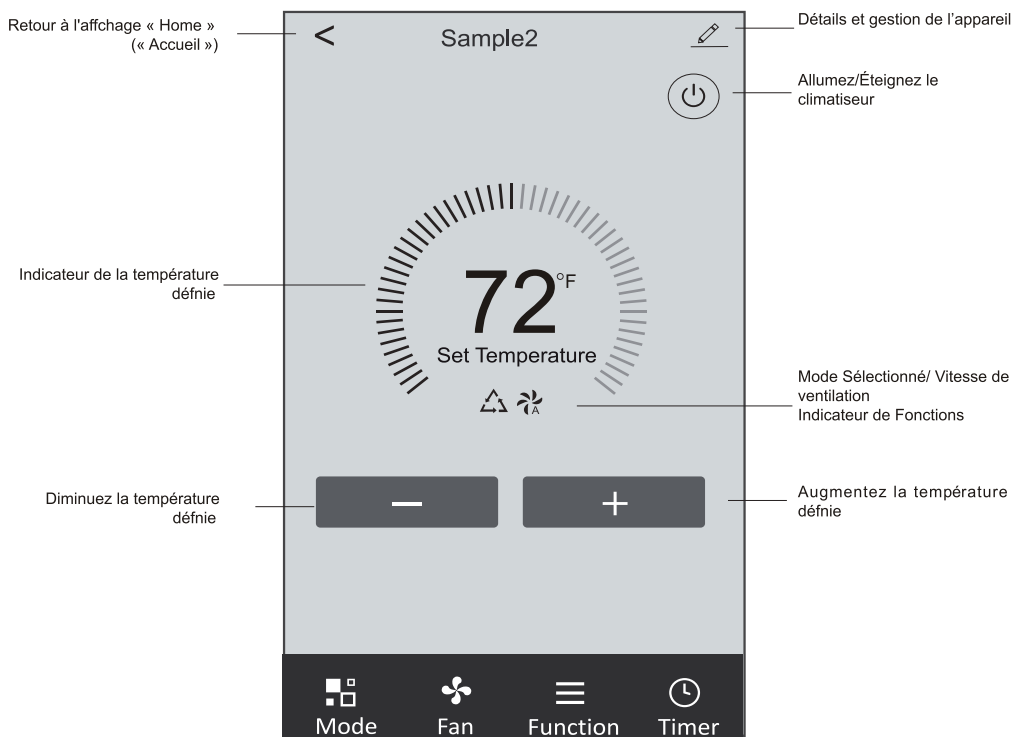 Retour à l'affchage « Home »
(« Accueil »)
<
Sample2
Détails et gestion de l'appareil
Allumez/Éteignez le
climatiseur
Indicateur de la température
défnie
72°F
Set Temperature
A
Mode Sélectionné/ Vitesse de
ventilation
Indicateur de Fonctions
Diminuez la température
défnie
−
+
Augmentez la température
défnie
Mode
Fan
Function
Timer